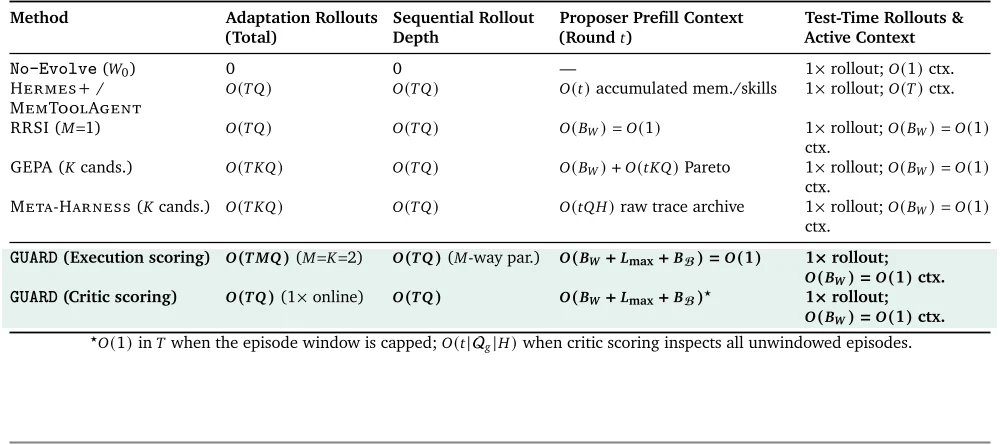 Method Adaptation Rollouts Sequential Rollout Proposer Prefill Context Test-Time Rollouts &
(Total) Depth (Round t) Active Context
No-Evolve (W₀) 0 0 — 1× rollout; O(1) ctx.
Hermes+ / O(TQ) O(TQ) O(t) accumulated mem./skills 1× rollout; O(T) ctx.
MemToolAgent
RRSI (M=1) O(TQ) O(TQ) O(B_W) = O(1) 1× rollout; O(B_W) = O(1)
ctx.
GEPA (K cands.) O(TKQ) O(TQ) O(B_W) + O(tKQ) Pareto 1× rollout; O(B_W) = O(1)
ctx.
Meta-Harness (K cands.) O(TKQ) O(TQ) O(tQH) raw trace archive 1× rollout; O(B_W) = O(1)
ctx.
GUARD (Execution scoring) O(TMQ) (M=K=2) O(TQ) (M-way par.) O(B_W + L_max + B_ℬ) = O(1) 1× rollout;
O(B_W) = O(1) ctx.
GUARD (Critic scoring) O(TQ) (1× online) O(TQ) O(B_W + L_max + B_ℬ)⋆ 1× rollout;
O(B_W) = O(1) ctx.
⋆O(1) in T when the episode window is capped; O(t|𝒬_g|H) when critic scoring inspects all unwindowed episodes.